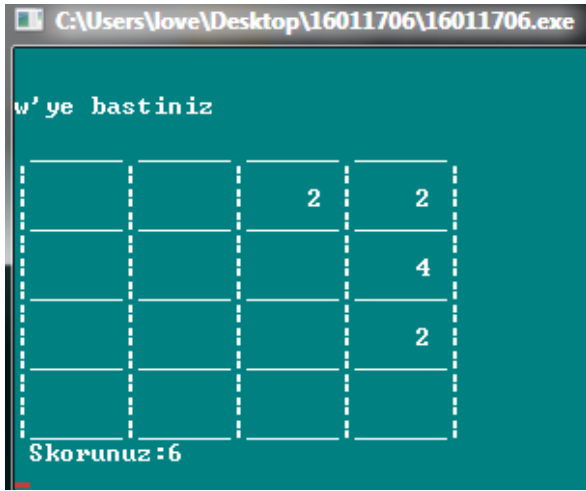 C:\Users\love\Desktop\16011706\16011706.exe
w'ye bastiniz
2 2
4
2
Skorunuz:6